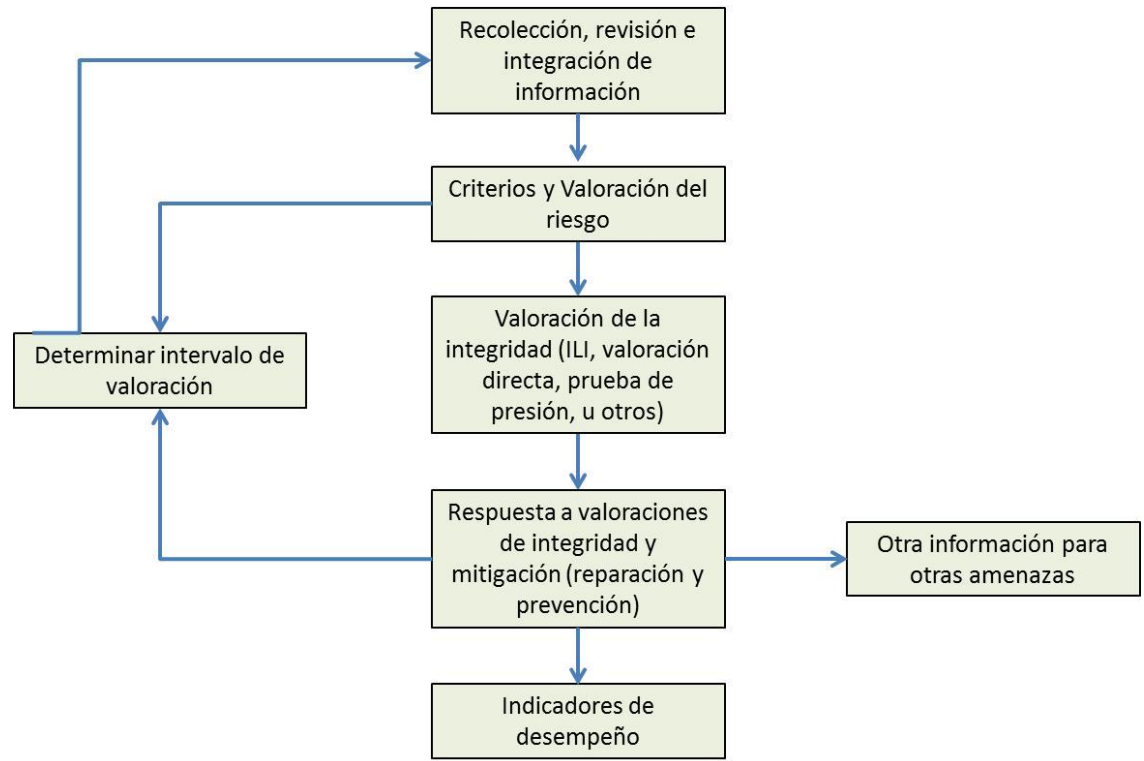 Recolección, revisión e
integración de
información
Criterios y Valoración del
riesgo
Valoración de la
integridad (ILI, valoración
directa, prueba de
presión, u otros)
Determinar intervalo de
valoración
Respuesta a valoraciones
de integridad y
mitigación (reparación y
prevención)
Otra información para
otras amenazas
Indicadores de
desempeño